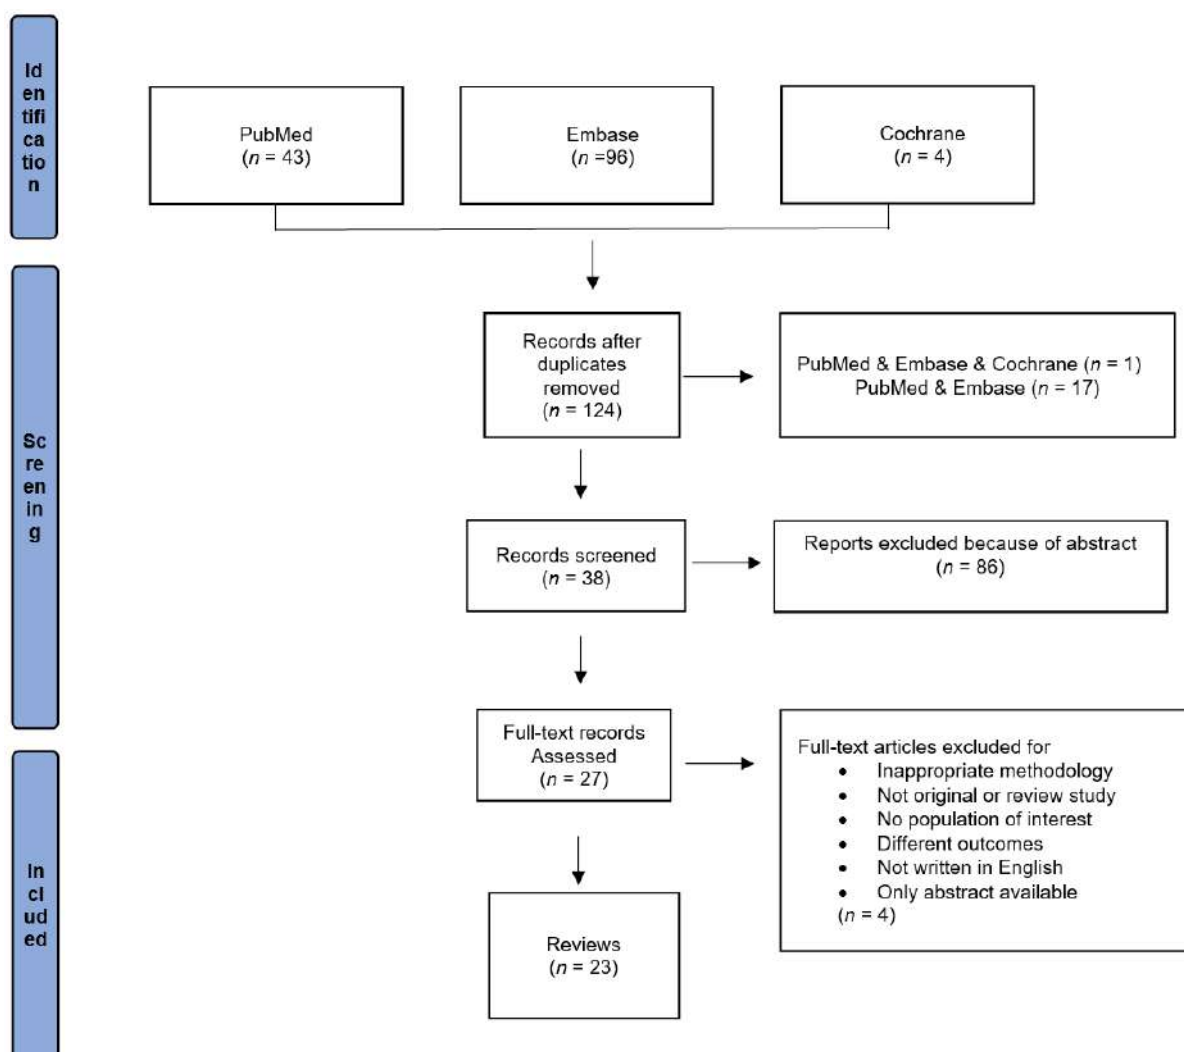 Id
en
tifi
ca
tio
n
PubMed
(n = 43)
Embase
(n =96)
Cochrane
(n = 4)
Sc
re
en
in
g
Records after
duplicates
removed
(n = 124)
PubMed & Embase & Cochrane (n = 1)
PubMed & Embase (n = 17)
Records screened
(n = 38)
Reports excluded because of abstract
(n = 86)
Full-text records
Assessed
(n = 27)
Full-text articles excluded for
• Inappropriate methodology
• Not original or review study
• No population of interest
• Different outcomes
• Not written in English
• Only abstract available
(n = 4)
In
cl
ud
ed
Reviews
(n = 23)